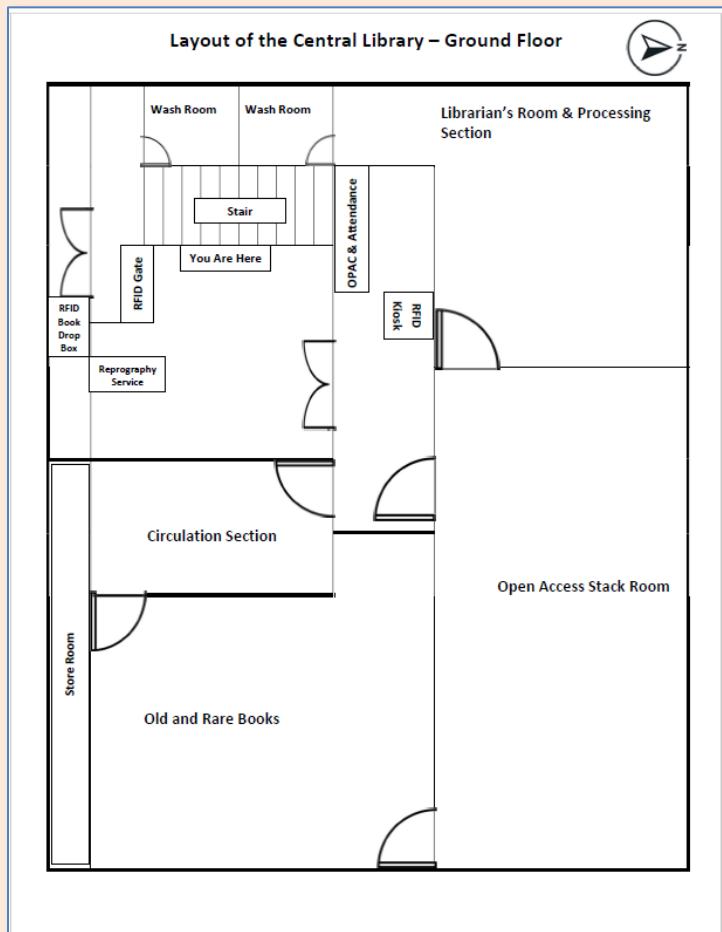 Layout of the Central Library – Ground Floor
N
Wash Room
Wash Room
Librarian's Room & Processing
Section
Stair
OPAC & Attendance
You Are Here
RFID Gate
RFID
Book
Drop
Box
RFID
Kiosk
Reprography
Service
Circulation Section
Open Access Stack Room
Store Room
Old and Rare Books